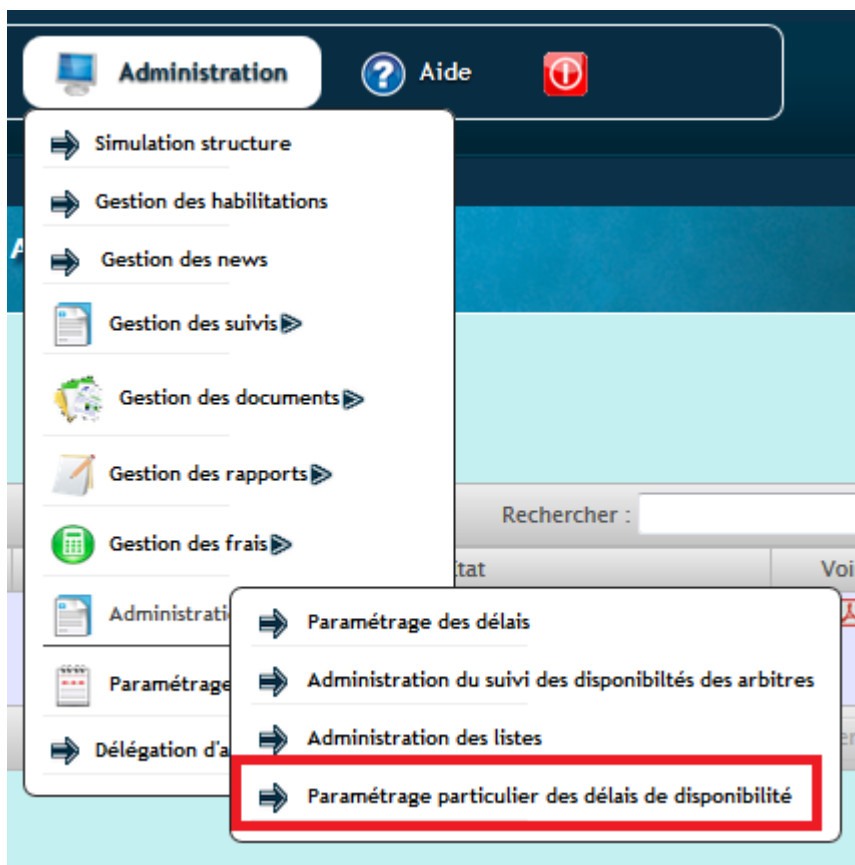 Administration
Aide
Simulation structure
Gestion des habilitations
Gestion des news
Gestion des suivis
Gestion des documents
Gestion des rapports
Rechercher :
Gestion des frais
Paramétrage des délais
Administration du suivi des disponibiltés des arbitres
Paramétrage
Administration des listes
Délégation
Paramétrage particulier des délais de disponibilité